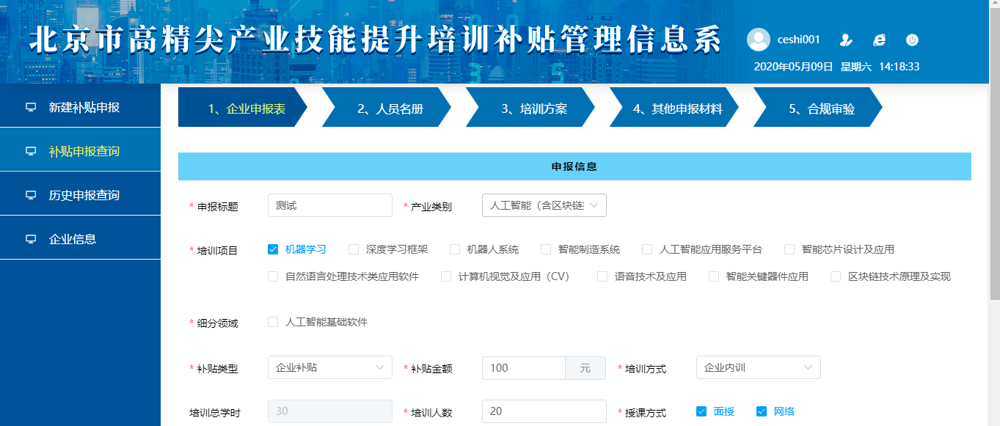 北京市高精尖产业技能提升培训补贴管理信息系
ceshi001
2020年05月09日 星期六 14:18:33
新建补贴申报
补贴申报查询
历史申报查询
企业信息
1、企业申报表 2、人员名册 3、培训方案 4、其他申报材料 5、合规审验
申报信息
* 申报标题 测试 * 产业类别 人工智能（含区块链
* 培训项目 机器学习 深度学习框架 机器人系统 智能制造系统 人工智能应用服务平台 智能芯片设计及应用
自然语言处理技术类应用软件 计算机视觉及应用（CV） 语音技术及应用 智能关键器件应用 区块链技术原理及实现
* 细分领域 人工智能基础软件
* 补贴类型 企业补贴 * 补贴金额 100 元 * 培训方式 企业内训
培训总学时 30 * 培训人数 20 * 授课方式 面授 网络